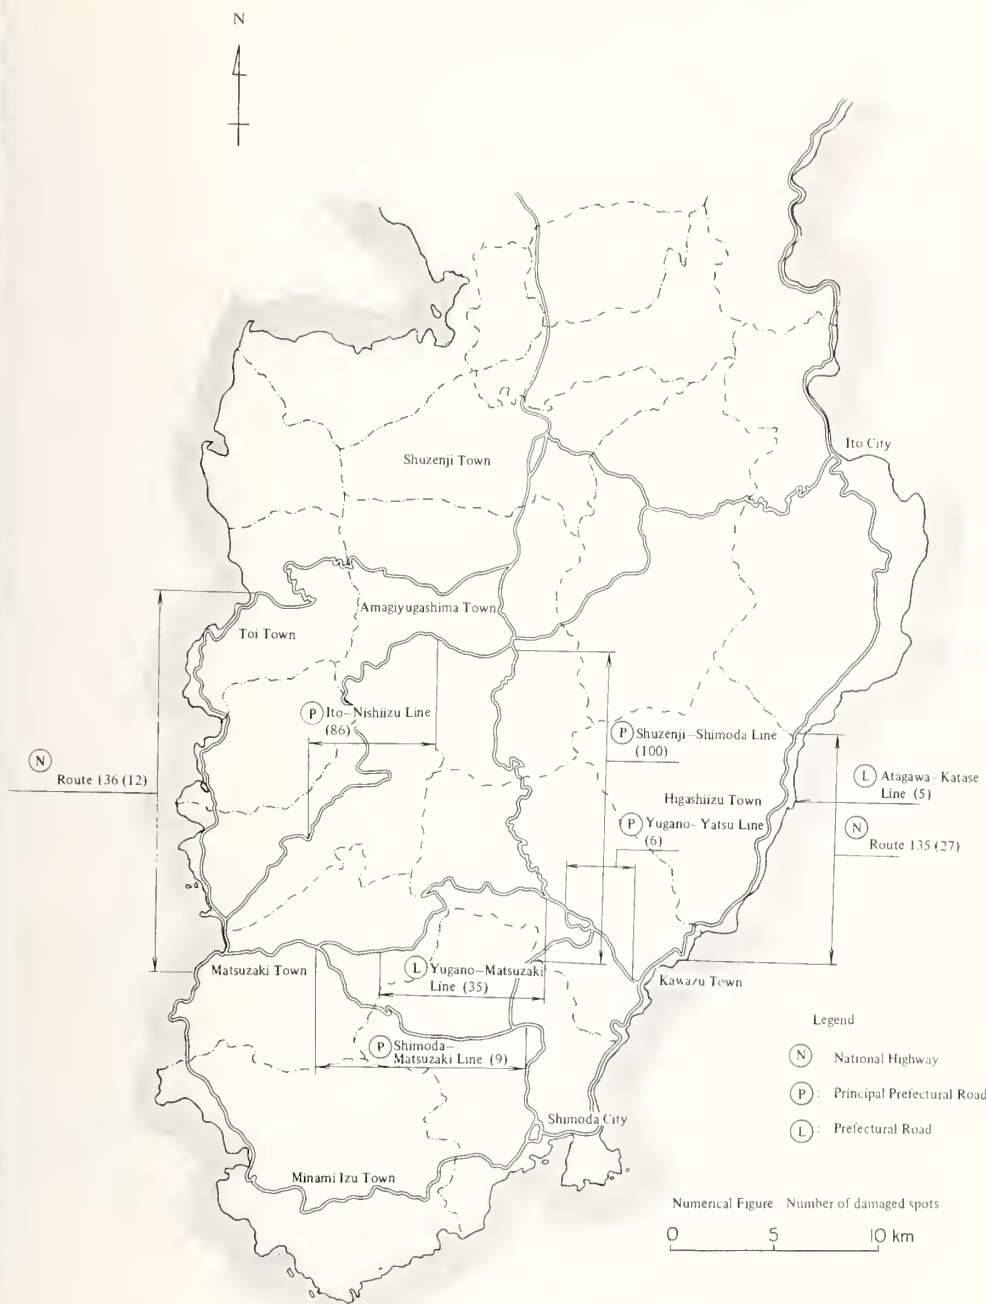 N
Ito City
Shuzenji Town
Amagiyugashima Town
Toi Town
P Ito–Nishiizu Line
(86)
P Shuzenji–Shimoda Line
(100)
N
Route 136 (12)
L Atagawa–Katase
Line (5)
Higashiizu Town
P Yugano–Yatsu Line
(6)
N
Route 135 (27)
Matsuzaki Town
L Yugano–Matsuzaki
Line (35)
Kawazu Town
P Shimoda–
Matsuzaki Line (9)
Shimoda City
Minami Izu Town
Legend
N National Highway
P : Principal Prefectural Road
L : Prefectural Road
Numerical Figure Number of damaged spots
0 5 10 km